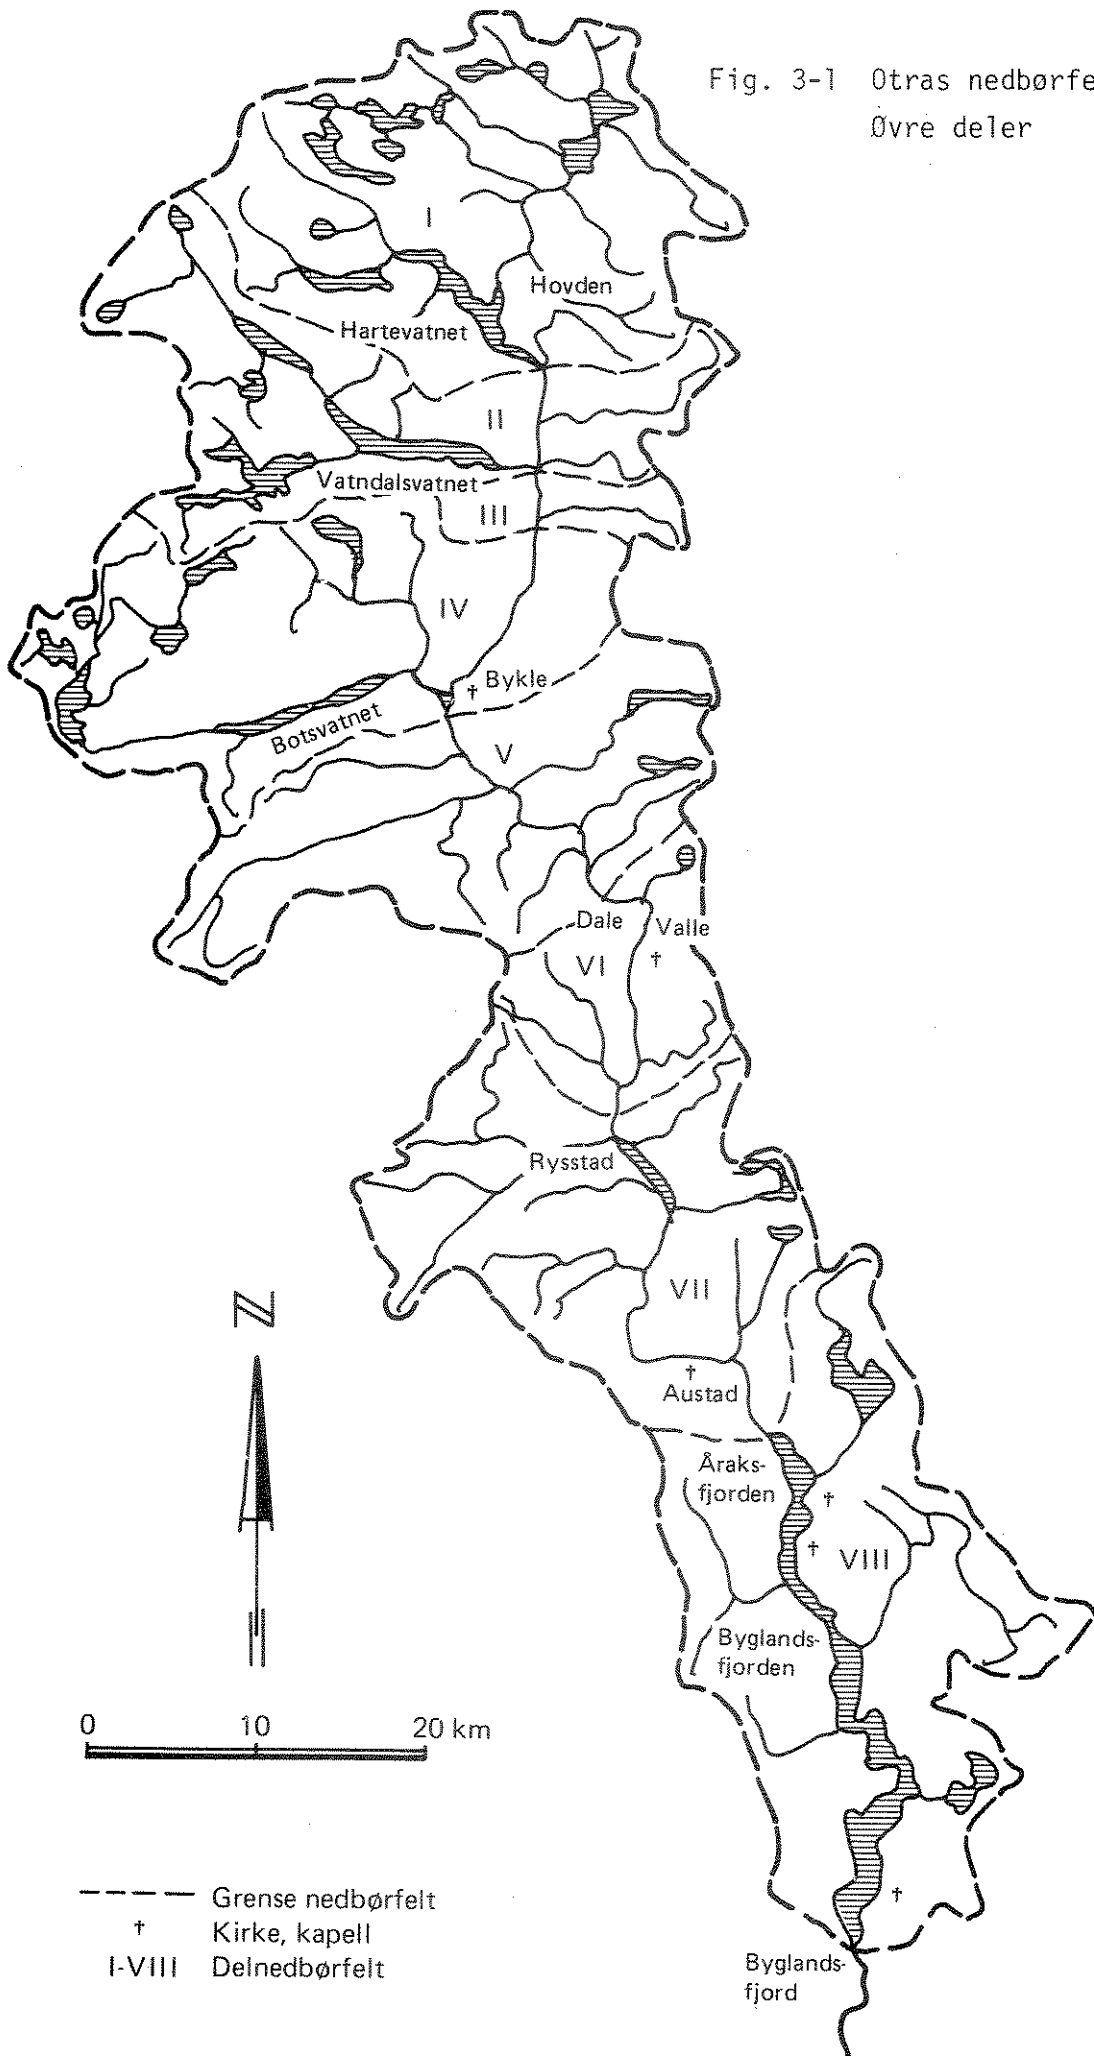 Fig. 3-1 Otras nedbørfe
Øvre deler
I
Hovden
Hartevatnet
II
Vatndalsvatnet
III
IV
† Bykle
Botsvatnet
V
Dale
Valle
†
VI
Rysstad
N
VII
†
Austad
Åraks-
fjorden
†
†
VIII
Byglands-
fjorden
0 10 20 km
†
Grense nedbørfelt
† Kirke, kapell
I-VIII Delnedbørfelt
Byglands-
fjord